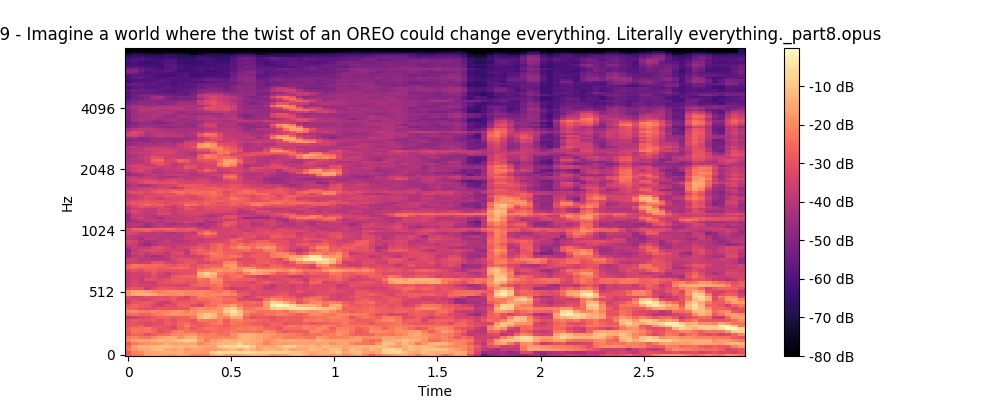 9 - Imagine a world where the twist of an OREO could change everything. Literally everything._part8.opus
4096
2048
1024
512
0
Hz
0
0.5
1
1.5
2
2.5
Time
-10 dB
-20 dB
-30 dB
-40 dB
-50 dB
-60 dB
-70 dB
-80 dB